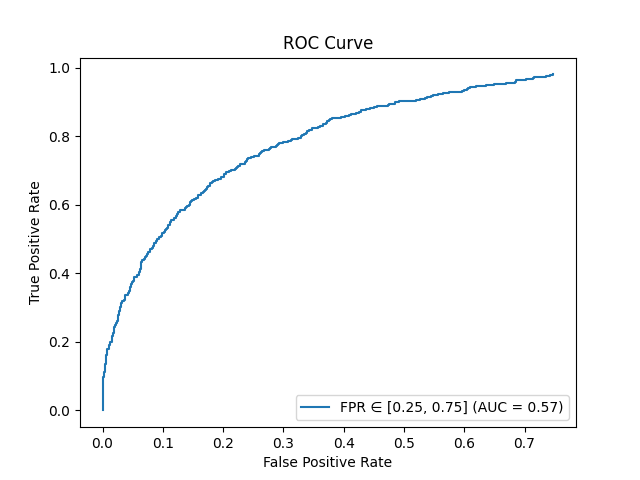 ROC Curve
1.0
0.8
0.6
0.4
0.2
0.0
True Positive Rate
FPR ∈ [0.25, 0.75] (AUC = 0.57)
0.0 0.1 0.2 0.3 0.4 0.5 0.6 0.7
False Positive Rate